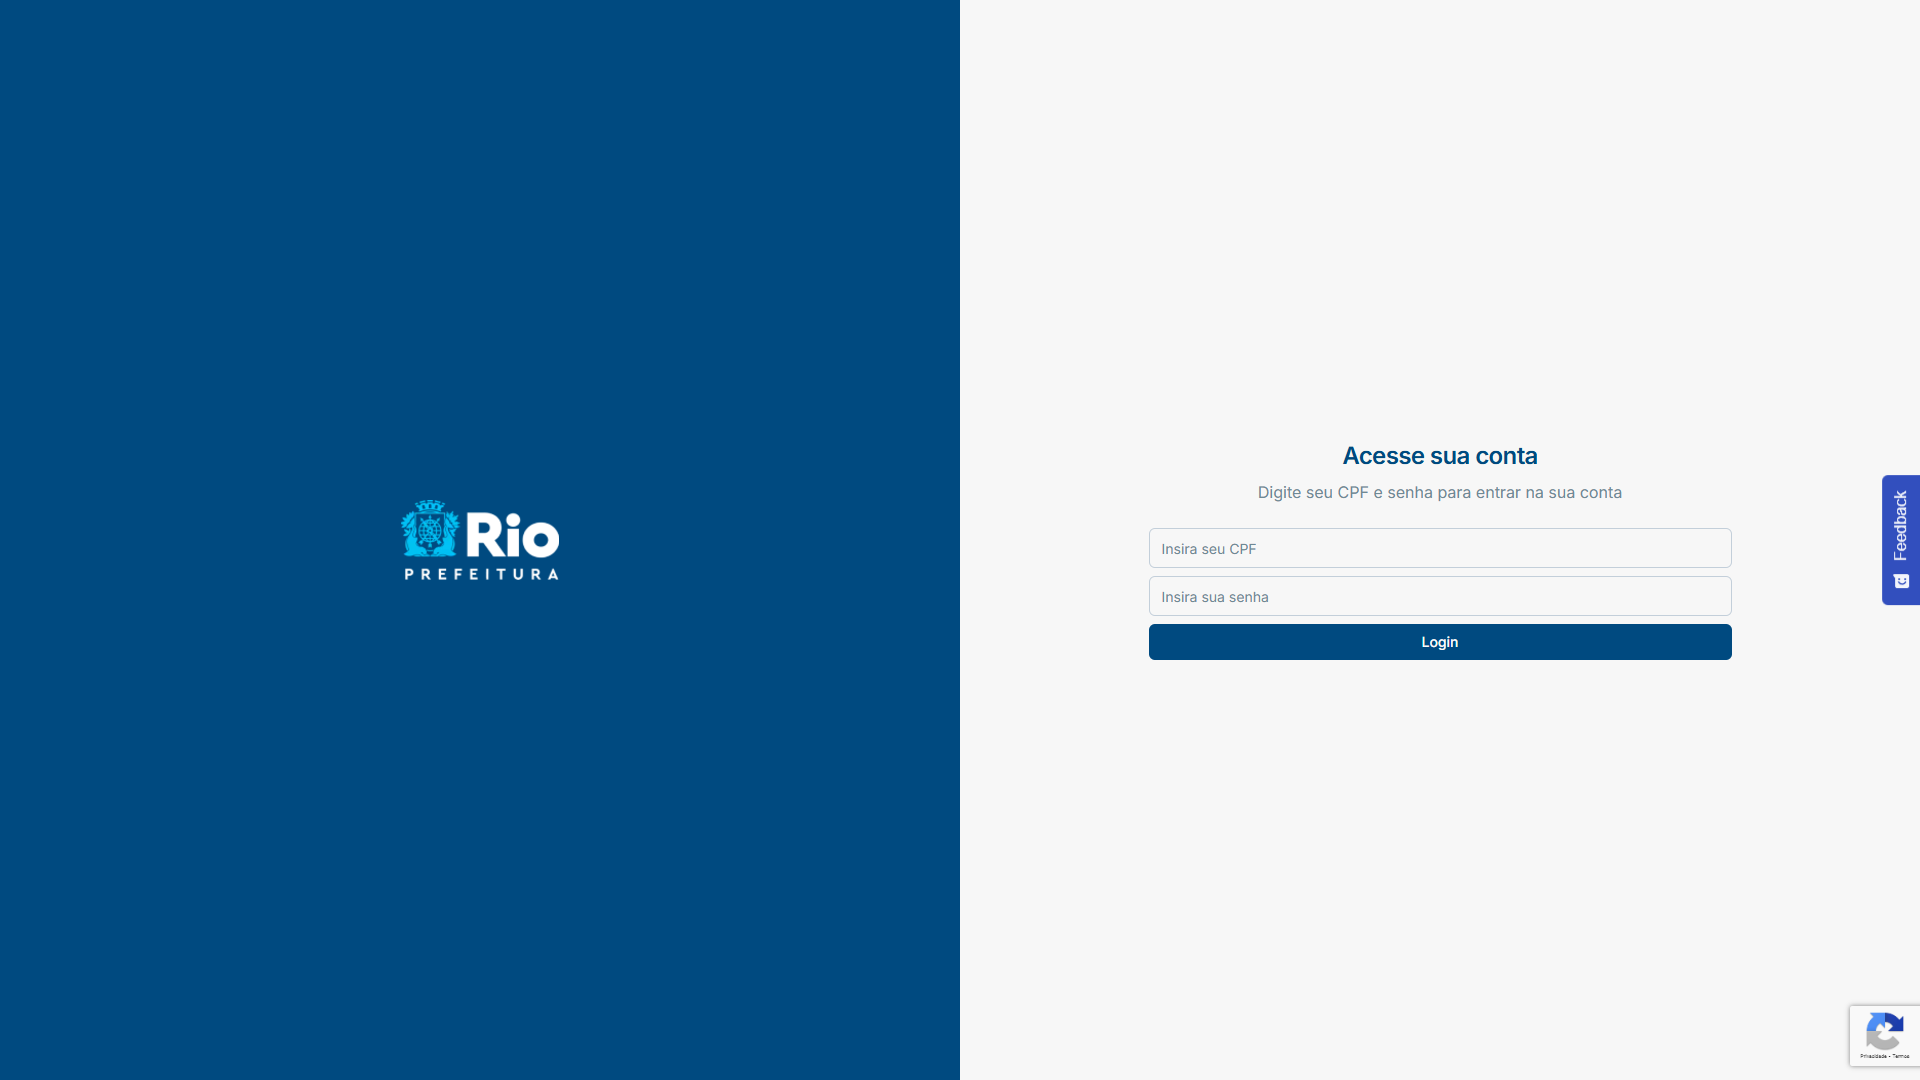 Rio
PREFEITURA
Acesse sua conta
Digite seu CPF e senha para entrar na sua conta
Insira seu CPF
Insira sua senha
Login
Feedback
Privacidade • Termos